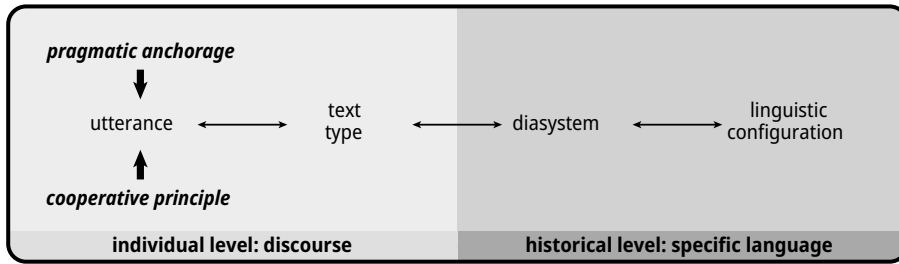 pragmatic anchorage
utterance
text
type
diasystem
linguistic
configuration
cooperative principle
individual level: discourse
historical level: specific language